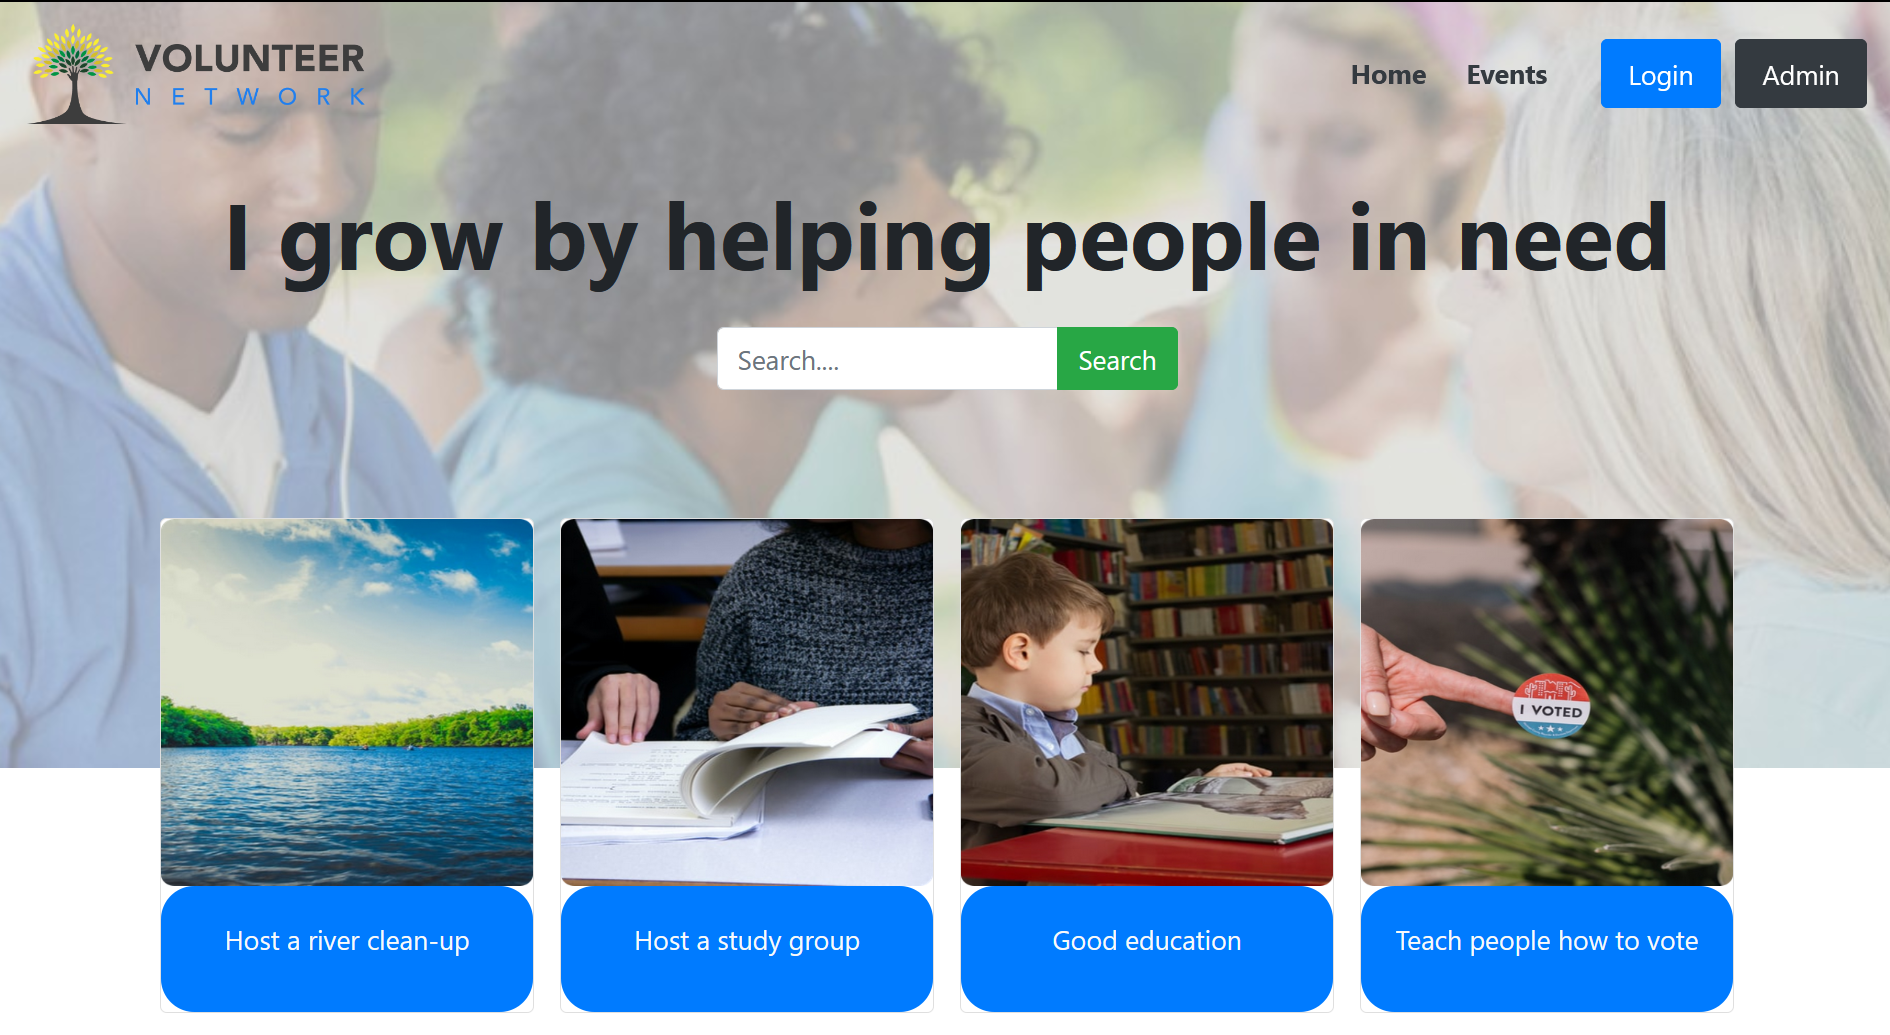 VOLUNTEER
NETWORK
Home
Events
Login
Admin
I grow by helping people in need
Search....
Search
I VOTED
Host a river clean-up
Host a study group
Good education
Teach people how to vote